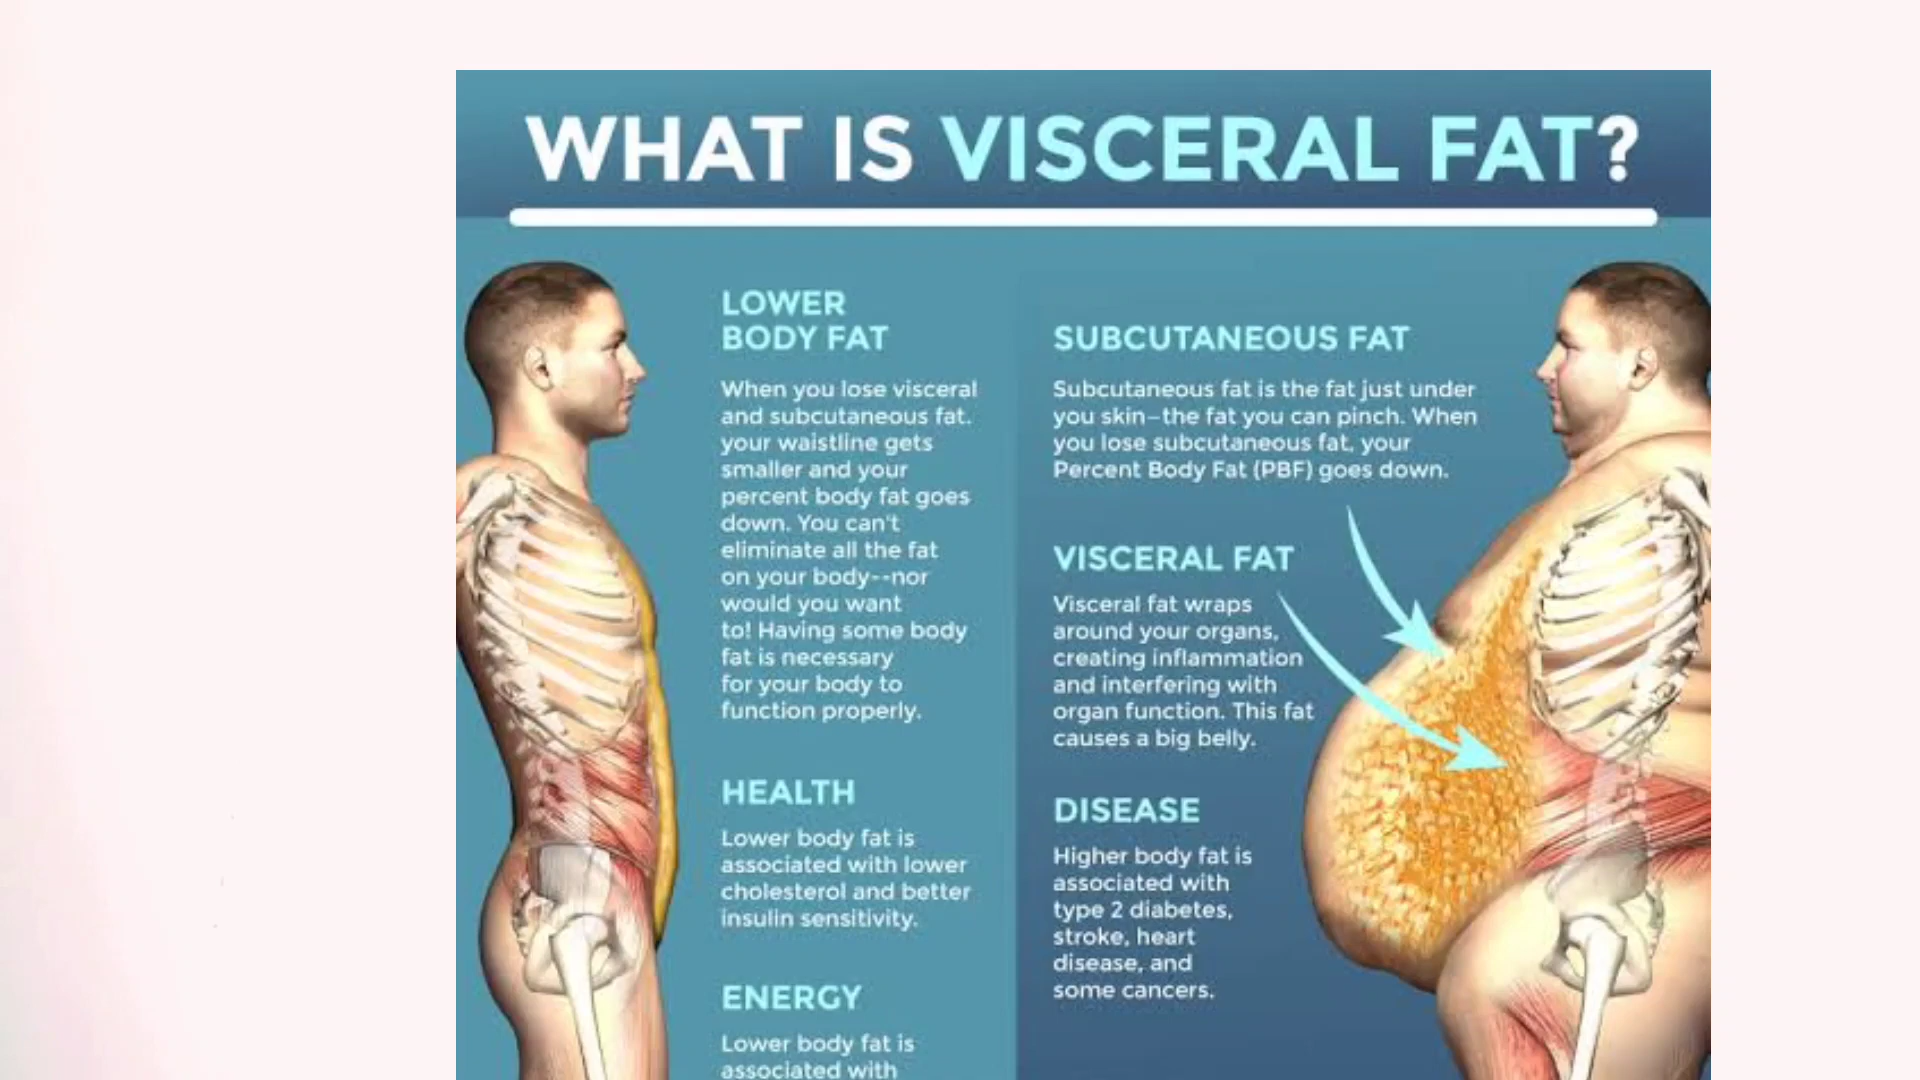 WHAT IS VISCERAL FAT?
LOWER
BODY FAT
When you lose visceral
and subcutaneous fat.
your waistline gets
smaller and your
percent body fat goes
down. You can't
eliminate all the fat
on your body--nor
would you want
to! Having some body
fat is necessary
for your body to
function properly.
HEALTH
Lower body fat is
associated with lower
cholesterol and better
insulin sensitivity.
ENERGY
Lower body fat is
associated with
SUBCUTANEOUS FAT
Subcutaneous fat is the fat just under
you skin–the fat you can pinch. When
you lose subcutaneous fat, your
Percent Body Fat (PBF) goes down.
VISCERAL FAT
Visceral fat wraps
around your organs,
creating inflammation
and interfering with
organ function. This fat
causes a big belly.
DISEASE
Higher body fat is
associated with
type 2 diabetes,
stroke, heart
disease, and
some cancers.